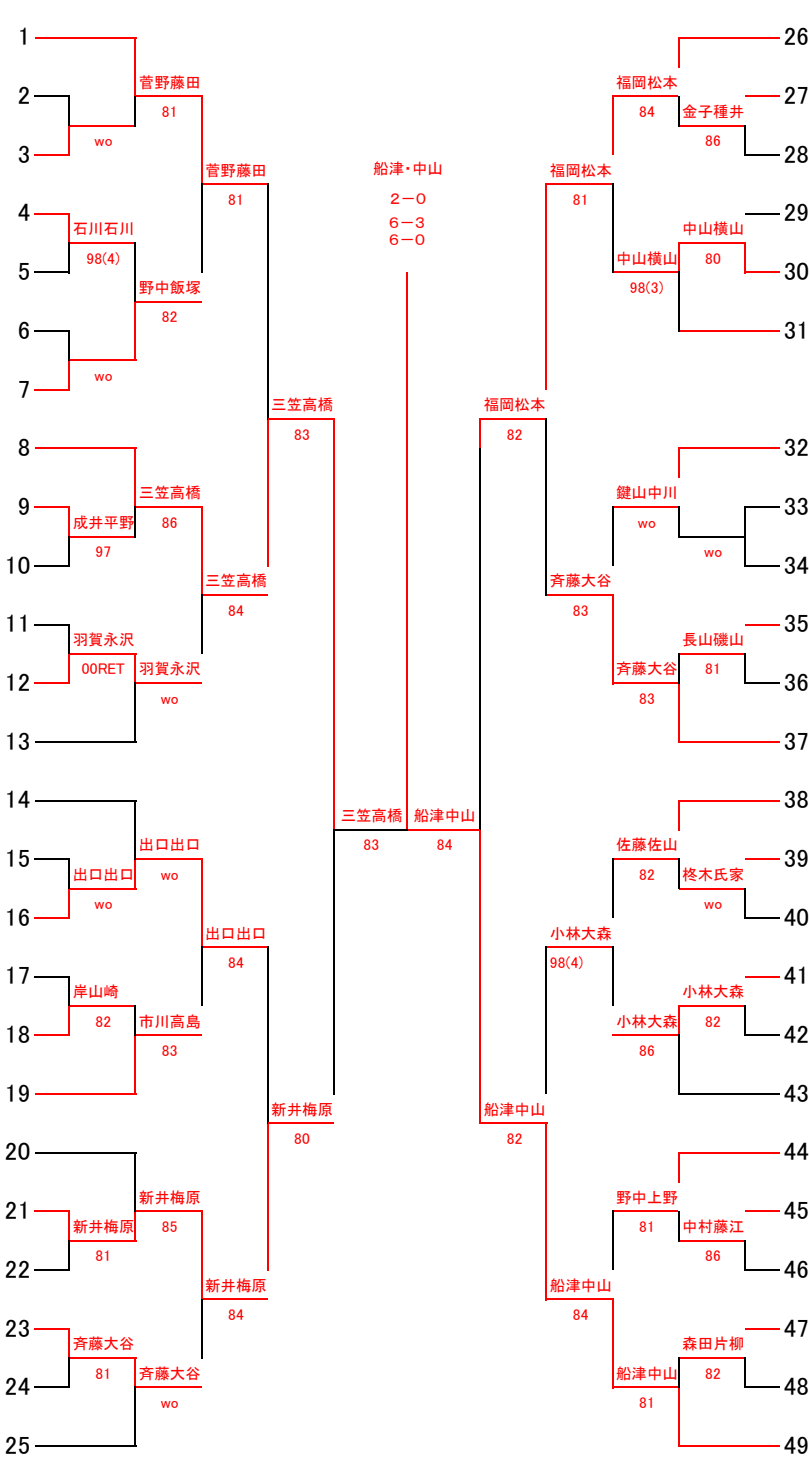 1
2
3
4
5
6
7
8
9
10
11
12
13
14
15
16
17
18
19
20
21
22
23
24
25
wo
石川石川
98(4)
wo
成井平野
97
羽賀永沢
00RET
出口出口
wo
岸山崎
82
新井梅原
81
斉藤大谷
81
菅野藤田
81
野中飯塚
82
三笠高橋
86
羽賀永沢
wo
出口出口
wo
市川高島
83
新井梅原
85
斉藤大谷
wo
菅野藤田
81
三笠高橋
84
出口出口
84
新井梅原
84
三笠高橋
83
新井梅原
80
三笠高橋
83
船津・中山
2－0
6－3
6－0
船津中山
84
福岡松本
82
船津中山
82
福岡松本
81
斉藤大谷
83
小林大森
98(4)
船津中山
84
福岡松本
84
中山横山
98(3)
鍵山中川
wo
斉藤大谷
83
佐藤佐山
82
小林大森
86
野中上野
81
船津中山
81
金子種井
86
中山横山
80
wo
長山磯山
81
柊木氏家
wo
小林大森
82
中村藤江
86
森田片柳
82
26
27
28
29
30
31
32
33
34
35
36
37
38
39
40
41
42
43
44
45
46
47
48
49